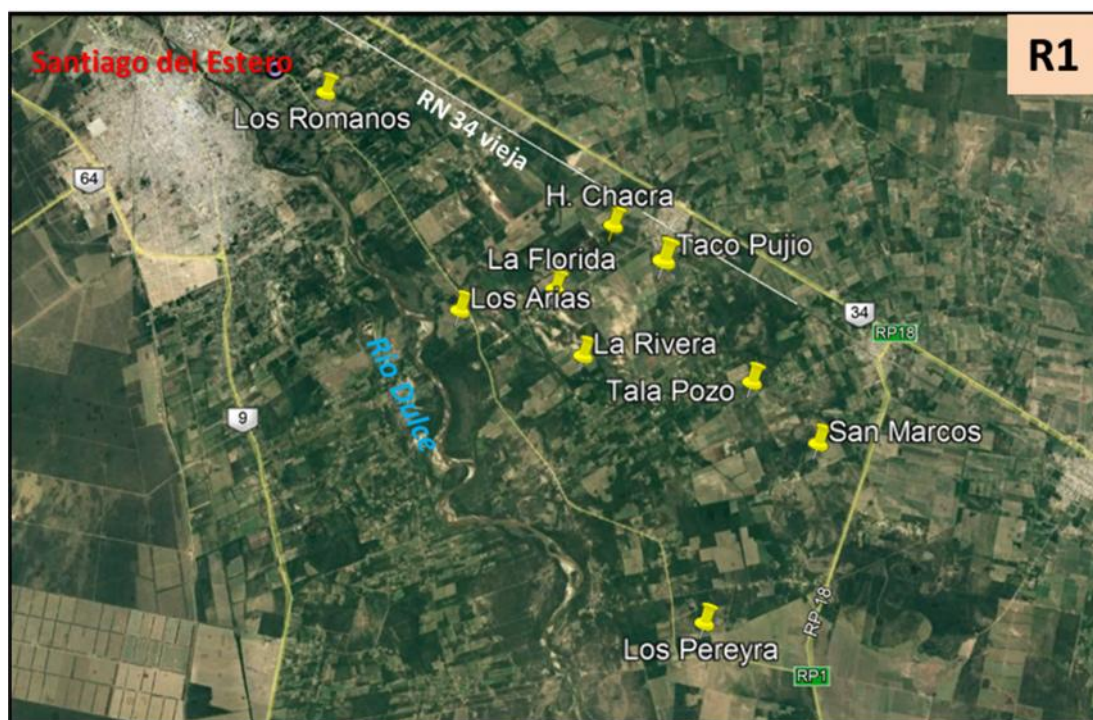 R1
Santiago del Estero
Los Romanos
RN 34 vieja
64
H. Chacra
Taco Pujio
La Florida
Los Arias
34
RP18
La Rivera
Río Dulce
Tala Pozo
9
San Marcos
RP 18
Los Pereyra
RP1